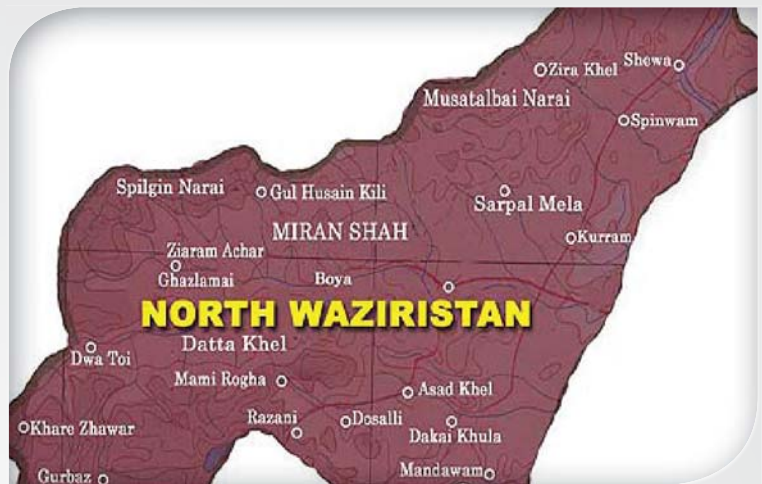 Zira Khel
Shewa
Musatalbai Narai
Spinwam
Spilgin Narai
Gul Husain Kili
Sarpal Mela
MIRAN SHAH
Kurram
Ziaram Achar
Ghazlamai
Boya
NORTH WAZIRISTAN
Datta Khel
Dwa Toi
Mami Rogha
Asad Khel
Razani
Dosalli
Khare Zhawar
Dakai Khula
Mandawam
Gurbaz